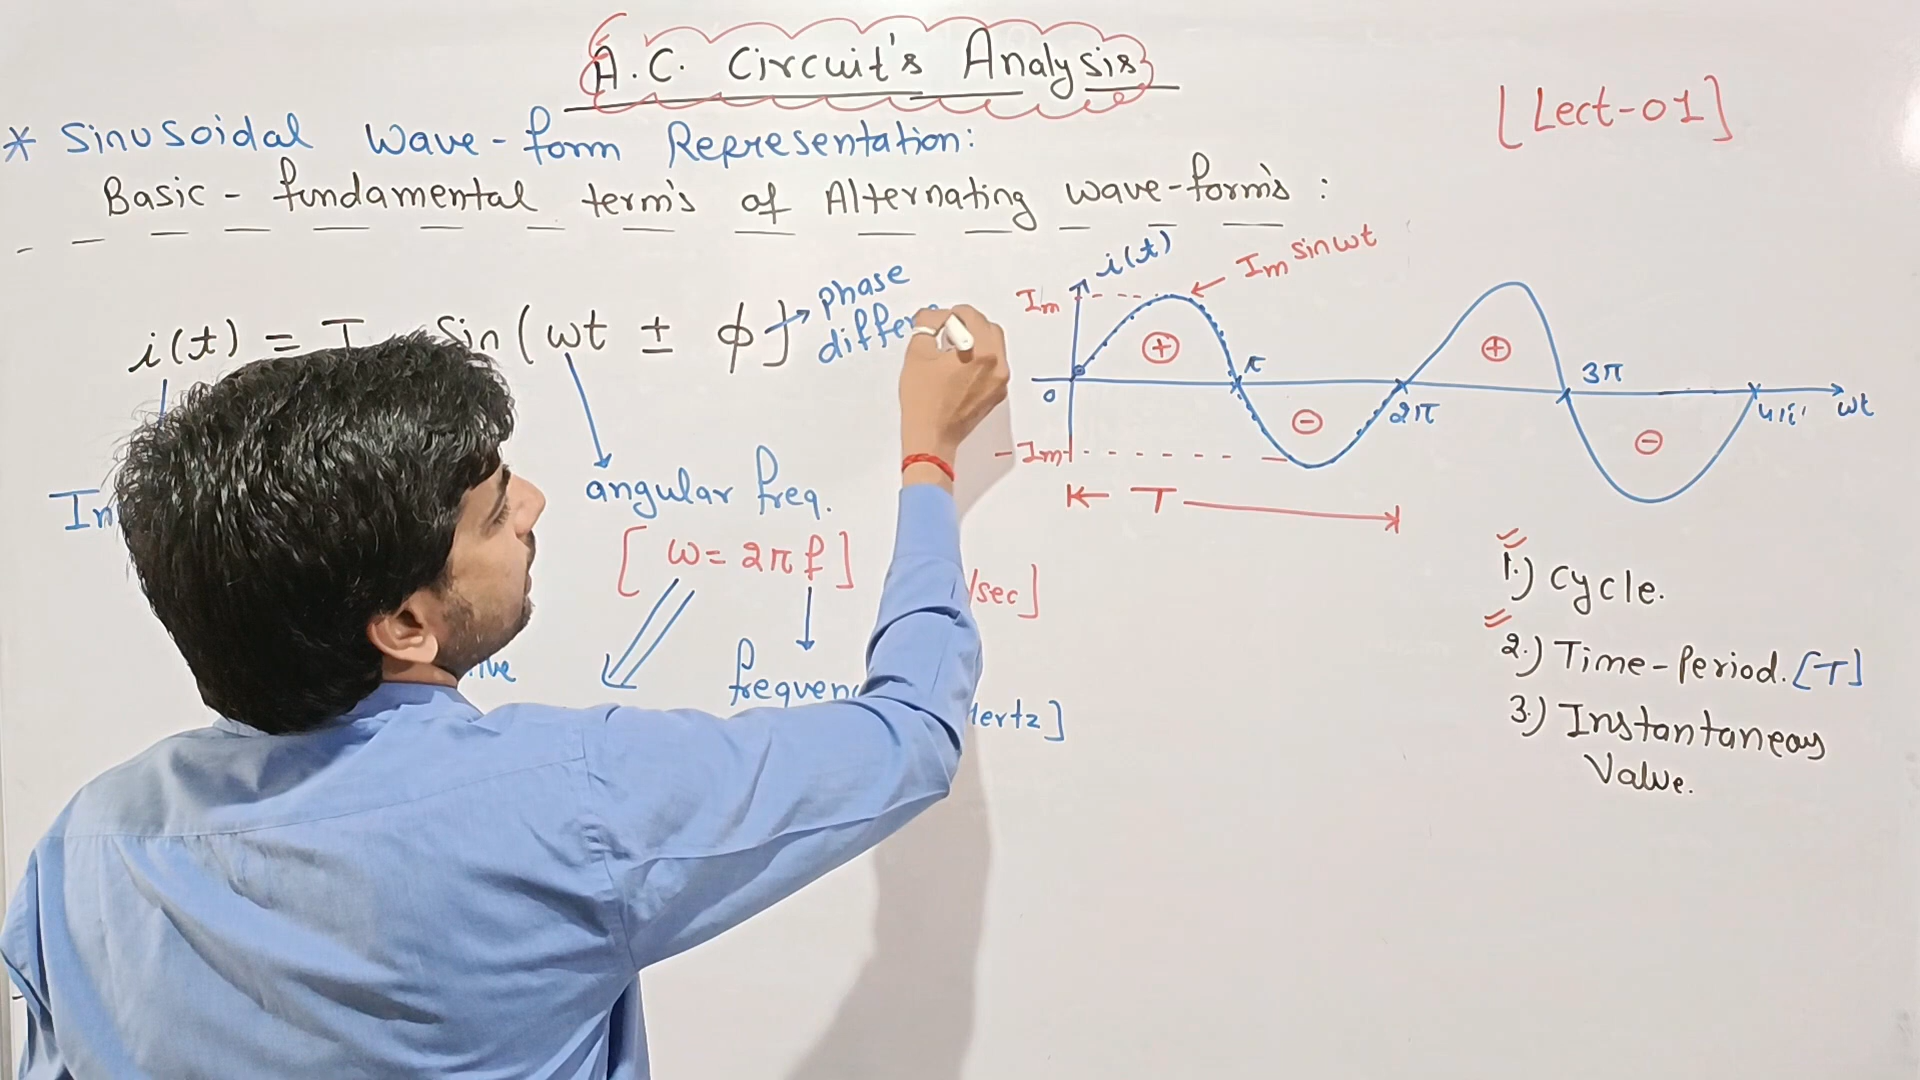 A.C. Circuit's Analysis
[Lect-01]
* Sinusoidal Wave-form Representation:
Basic - fundamental term's of Alternating wave-form's :
i(t) = I sin(ωt ± ϕ)
phase
differ
angular freq.
[ω = 2πf]
/sec]
frequen
Hertz]
i(t)
Im sinωt
Im
0
-Im
π
2π
3π
4π
ωt
T
1.) Cycle.
2.) Time-Period. [T]
3.) Instantaneous
Value.